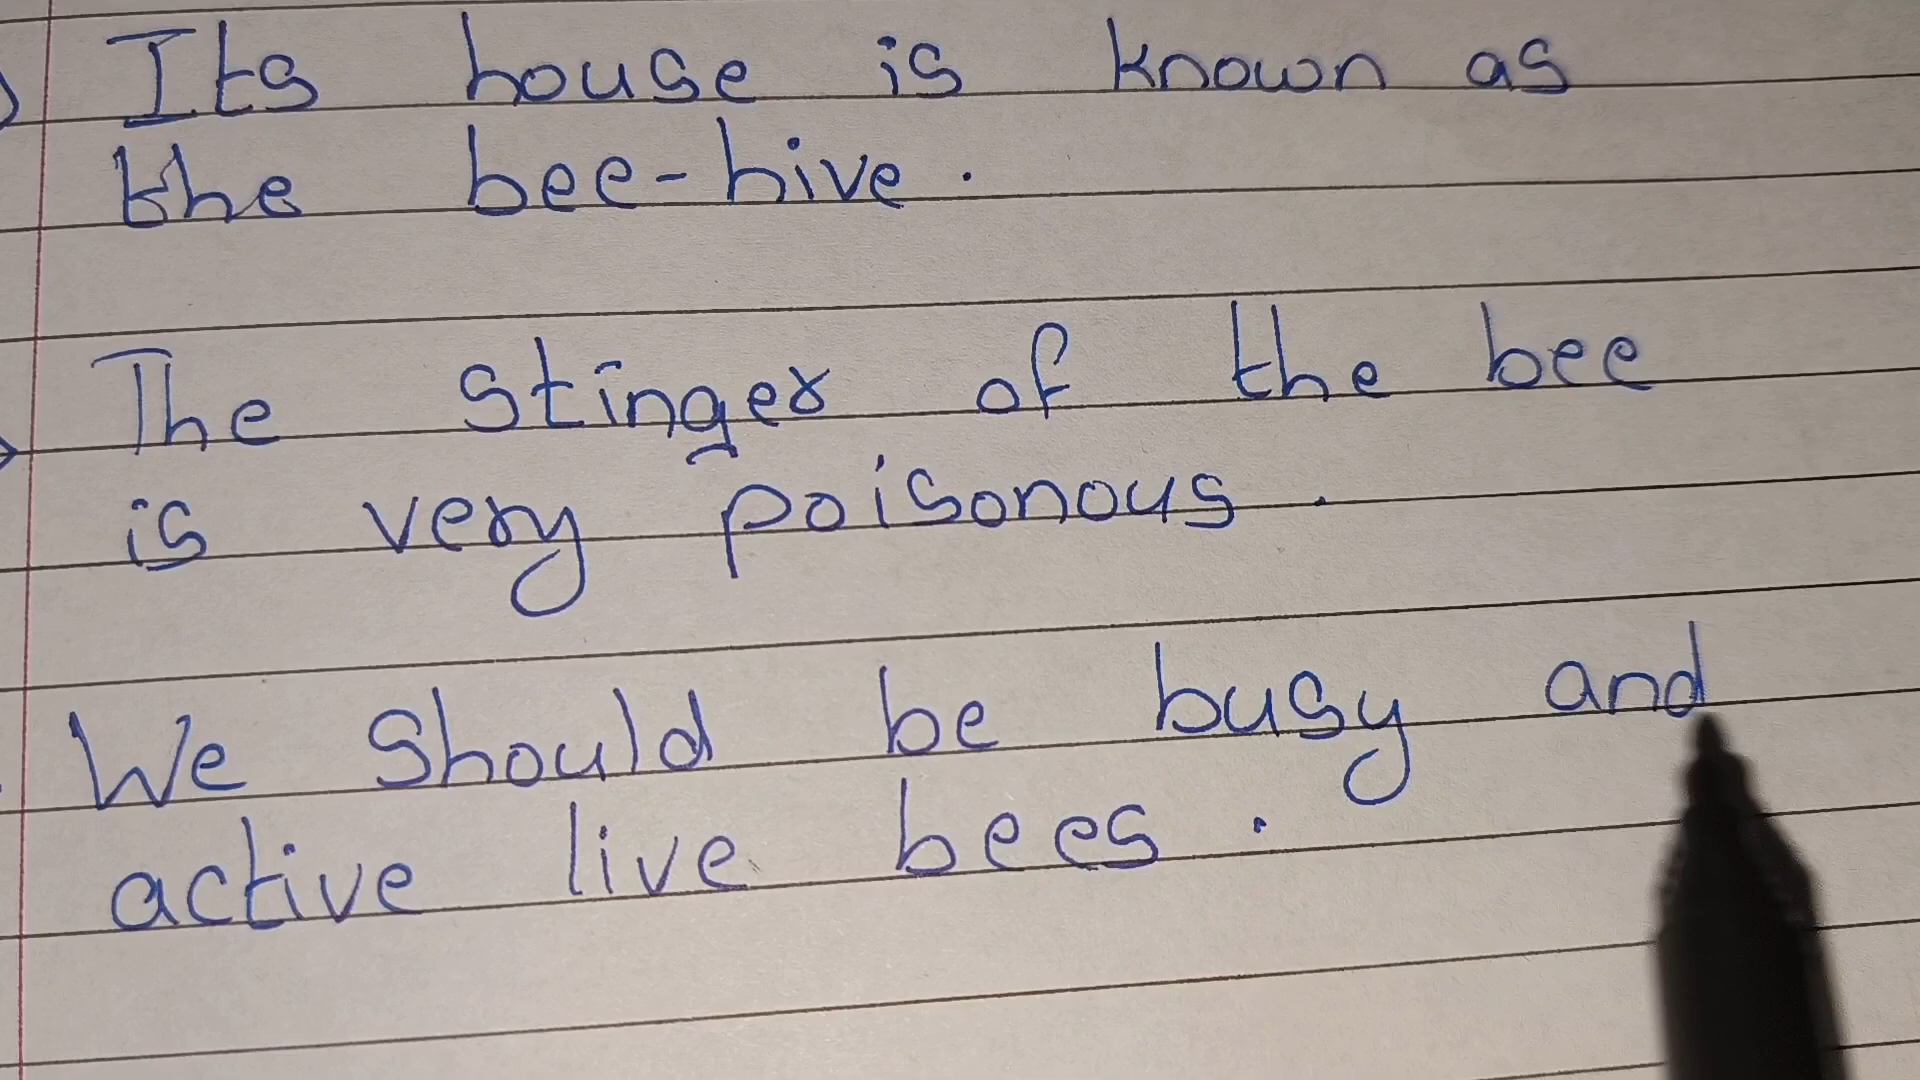 Its house is known as
the bee-hive.
The Stinger of the bee
is very poisonous.
We Should be busy and
active live bees.